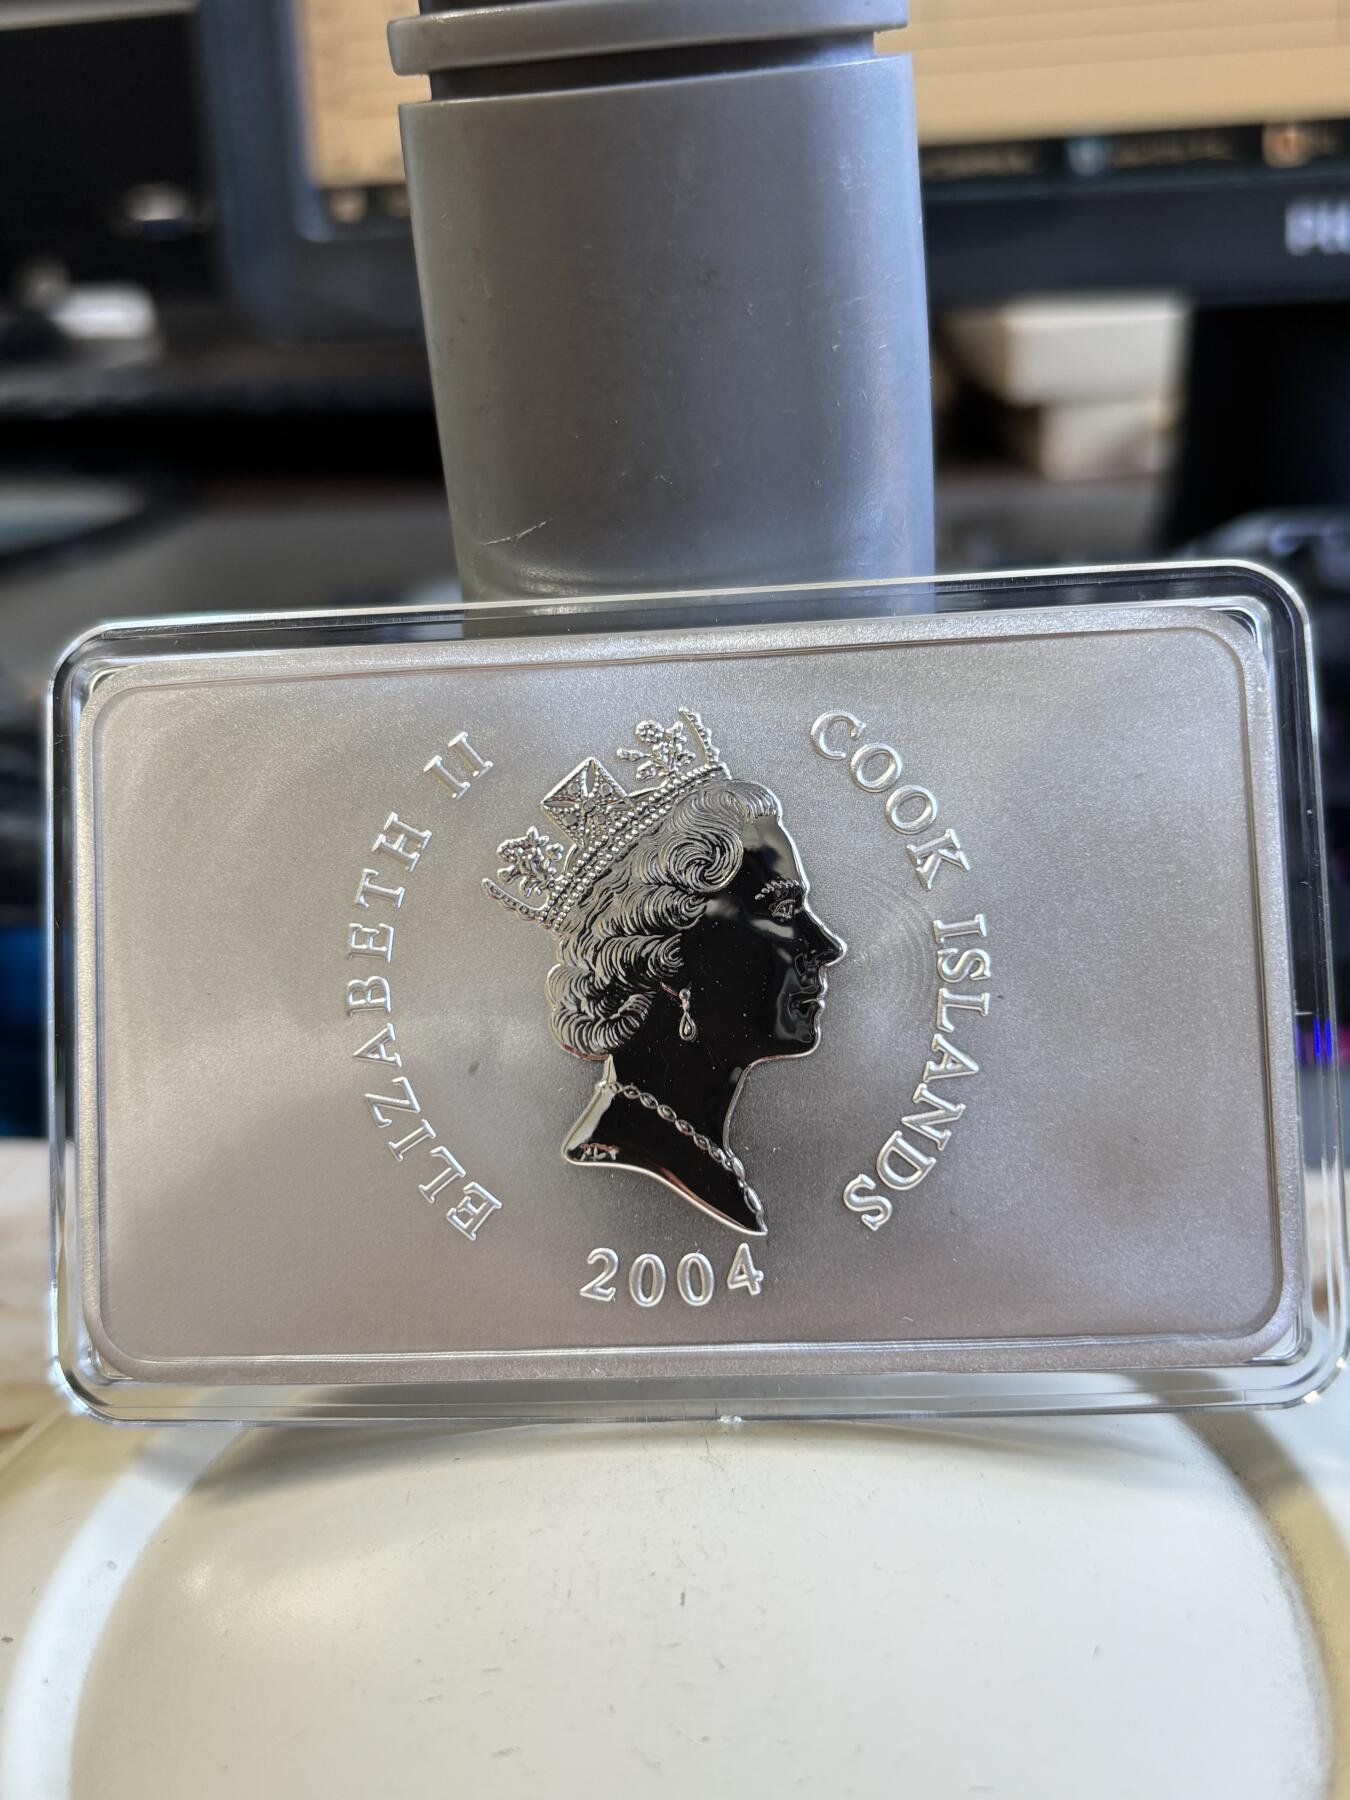 ELIZABETH II
COOK ISLANDS
2004